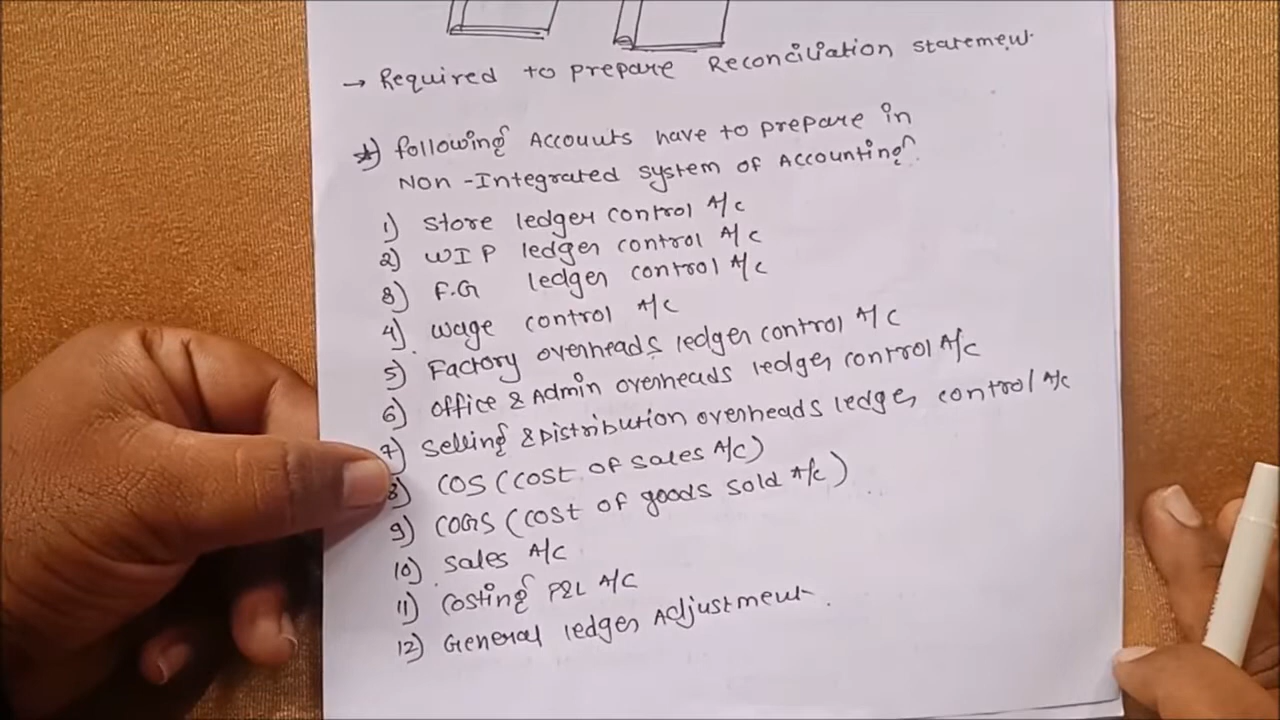 → Required to prepare Reconciliation statement
*) following Accounts have to prepare in
Non-Integrated system of Accounting
1) store ledger control A/c
2) WIP ledger control A/c
3) F.G ledger control A/c
4) wage control A/c
5) Factory overheads ledger control A/c
6) office & Admin overheads ledger control A/c
7) selling & Distribution overheads ledger control A/c
8) COS (cost of sales A/c)
9) COGS (cost of goods sold A/c)
10) sales A/c
11) costing P&L A/c
12) General ledger Adjustment